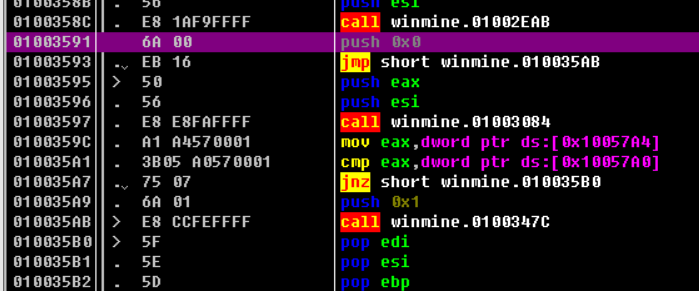 0100358B . 56 push esi
0100358C . E8 1AF9FFFF call winmine.01002EAB
01003591 . 6A 00 push 0x0
01003593 .⌄ EB 16 jmp short winmine.010035AB
01003595 > 50 push eax
01003596 . 56 push esi
01003597 . E8 E8FAFFFF call winmine.01003084
0100359C . A1 A4570001 mov eax,dword ptr ds:[0x10057A4]
010035A1 . 3B05 A0570001 cmp eax,dword ptr ds:[0x10057A0]
010035A7 .⌄ 75 07 jnz short winmine.010035B0
010035A9 . 6A 01 push 0x1
010035AB > E8 CCFEFFFF call winmine.0100347C
010035B0 > 5F pop edi
010035B1 . 5E pop esi
010035B2 . 5D pop ebp